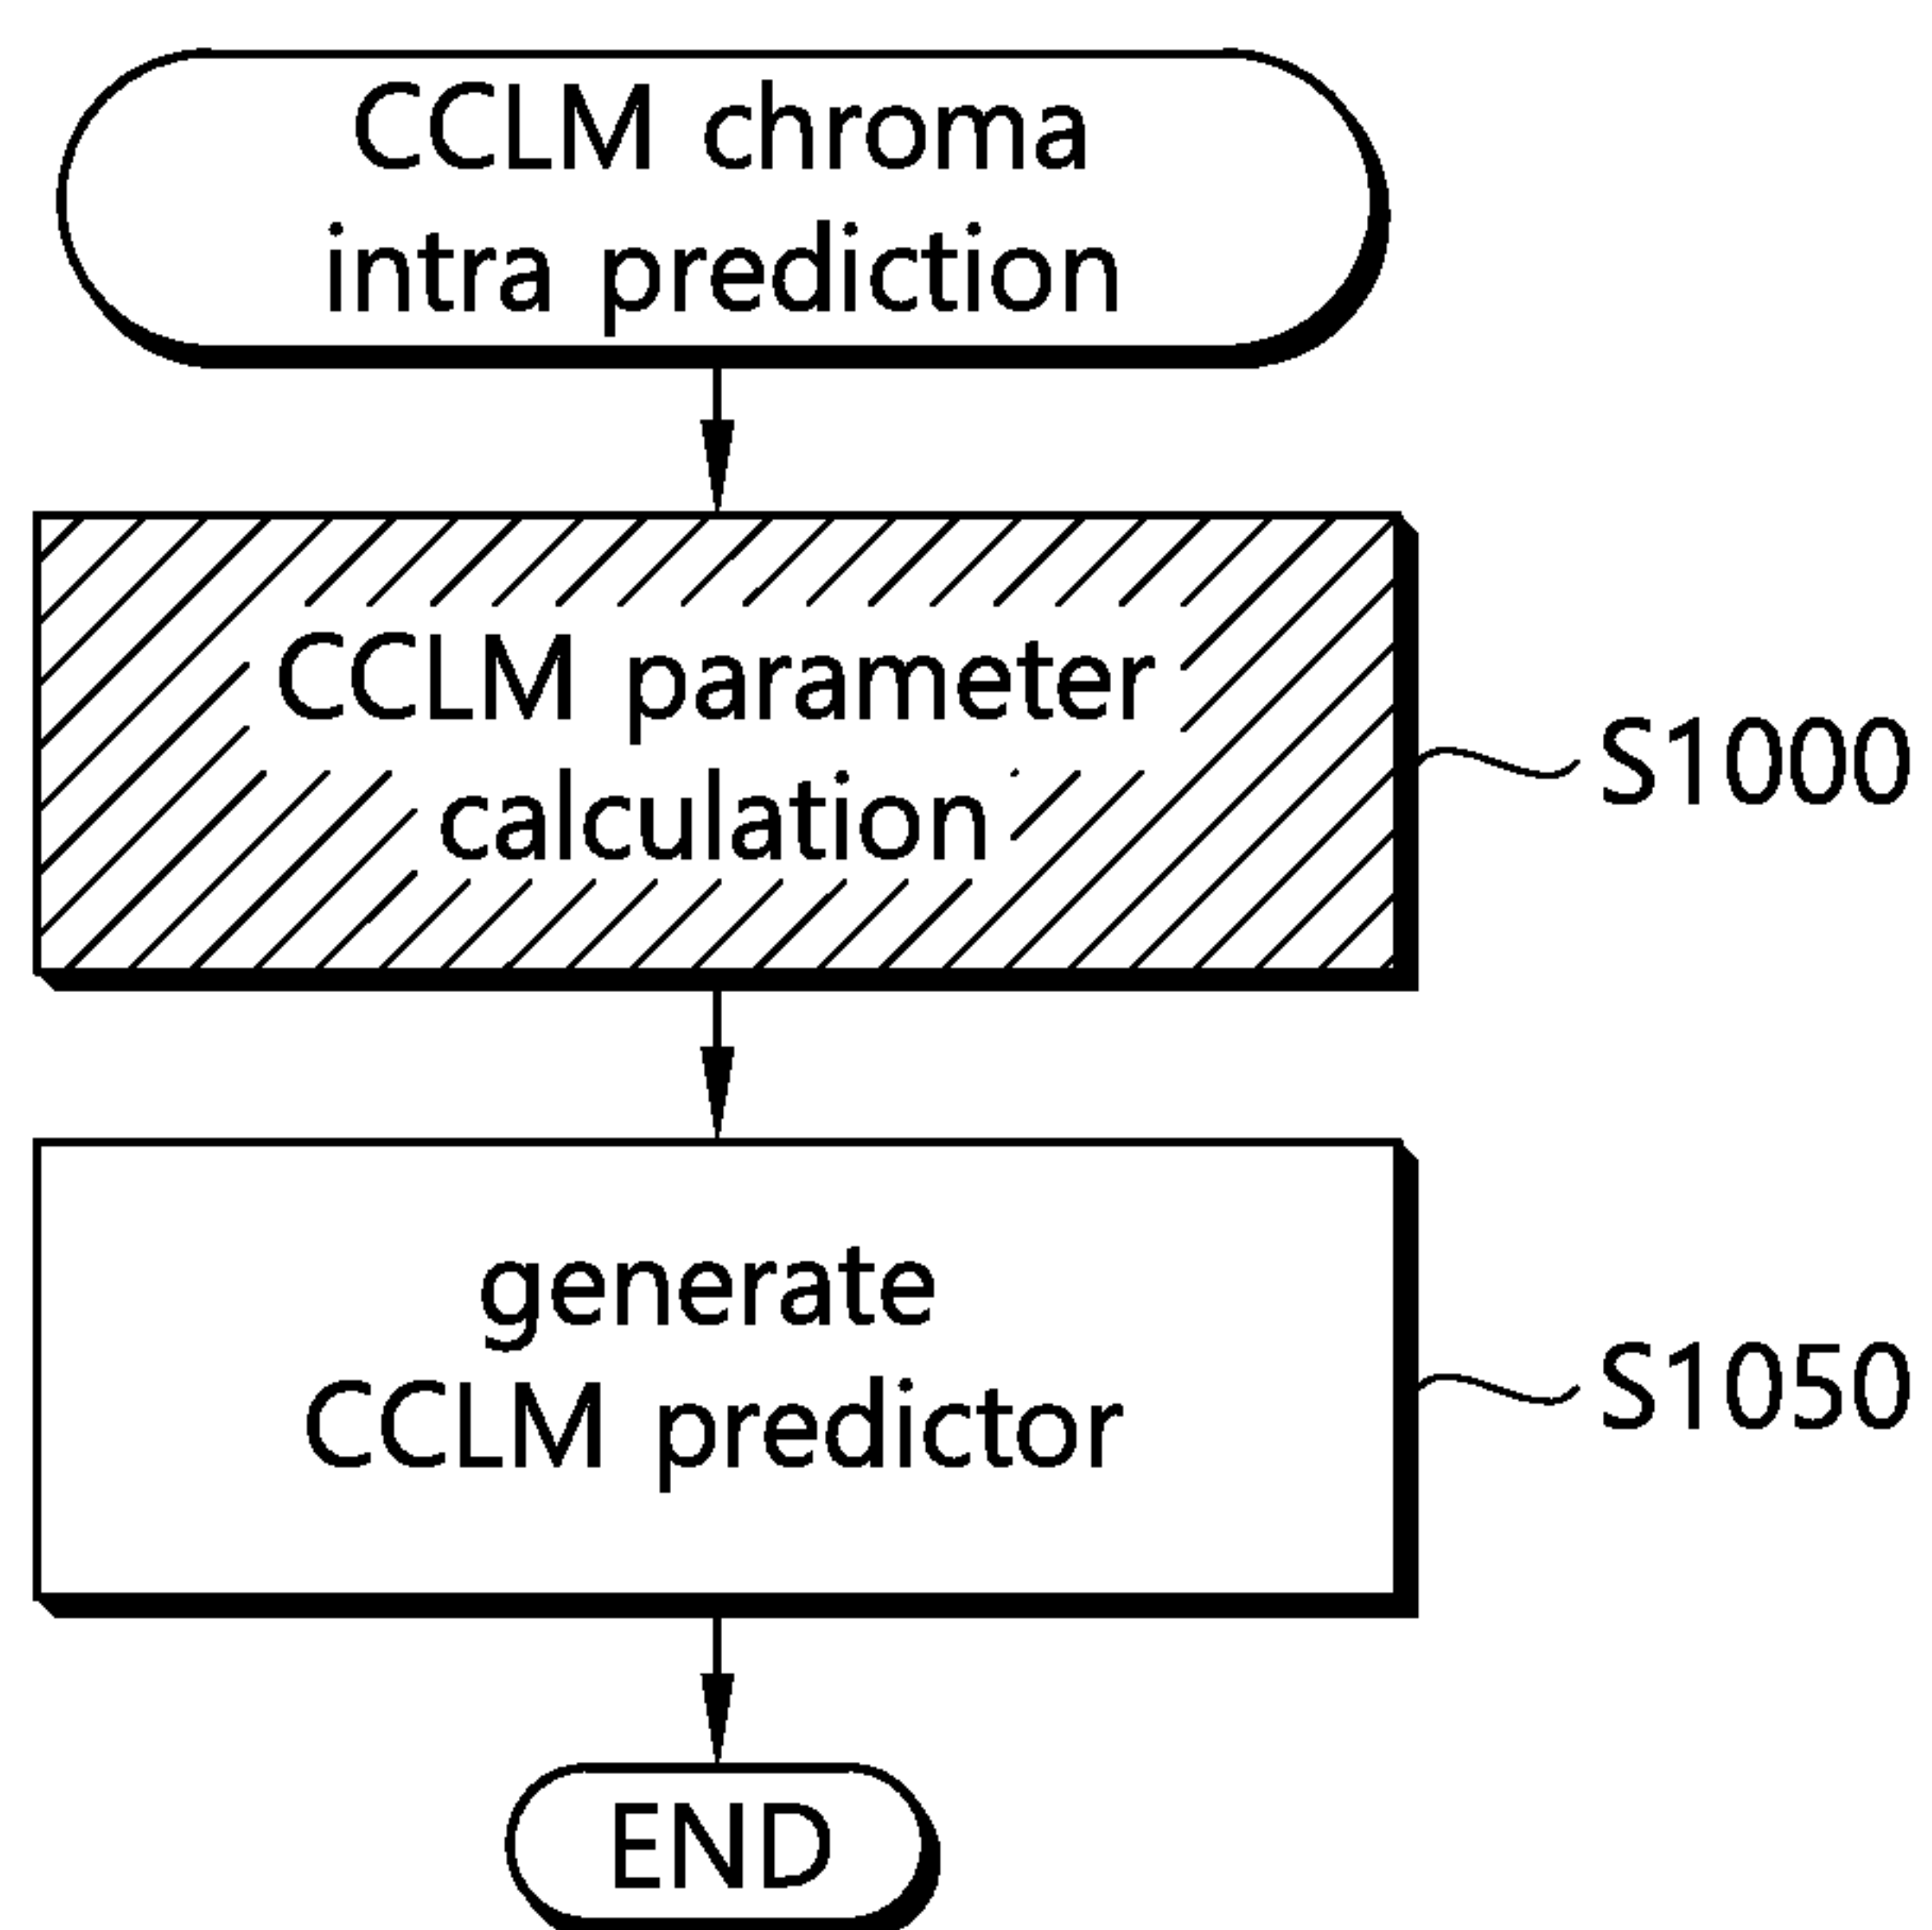 CCLM chroma
intra prediction
CCLM parameter
calculation
S1000
generate
CCLM predictor
S1050
END